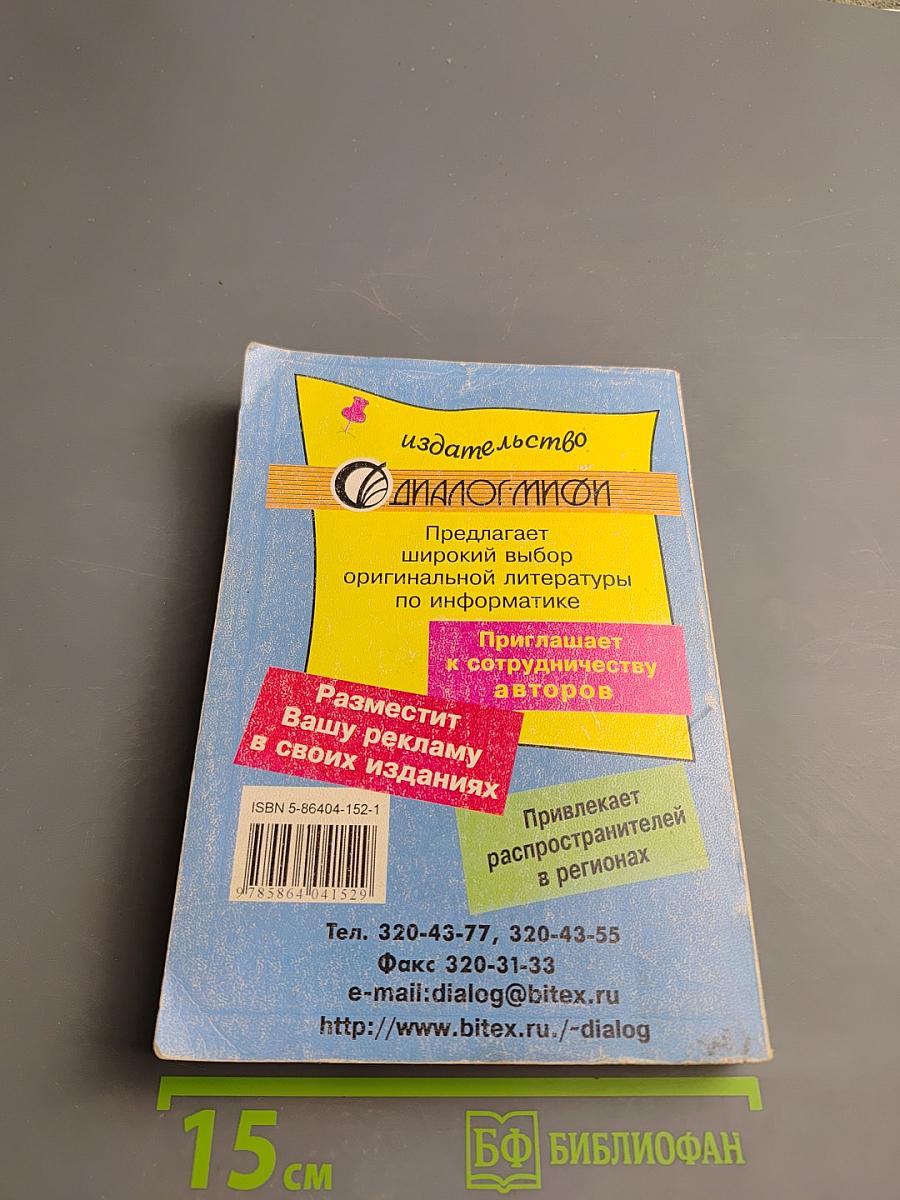 издательство
ДИАЛОГ-МИФИ
Предлагает
широкий выбор
оригинальной литературы
по информатике
Приглашает
к сотрудничеству
авторов
Разместит
Вашу рекламу
в своих изданиях
Привлекает
распространителей
в регионах
ISBN 5-86404-152-1
9785864041529
Тел. 320-43-77, 320-43-55
Факс 320-31-33
e-mail:dialog@bitex.ru
http://www.bitex.ru./~dialog
15 см
БФ БИБЛИОФАН